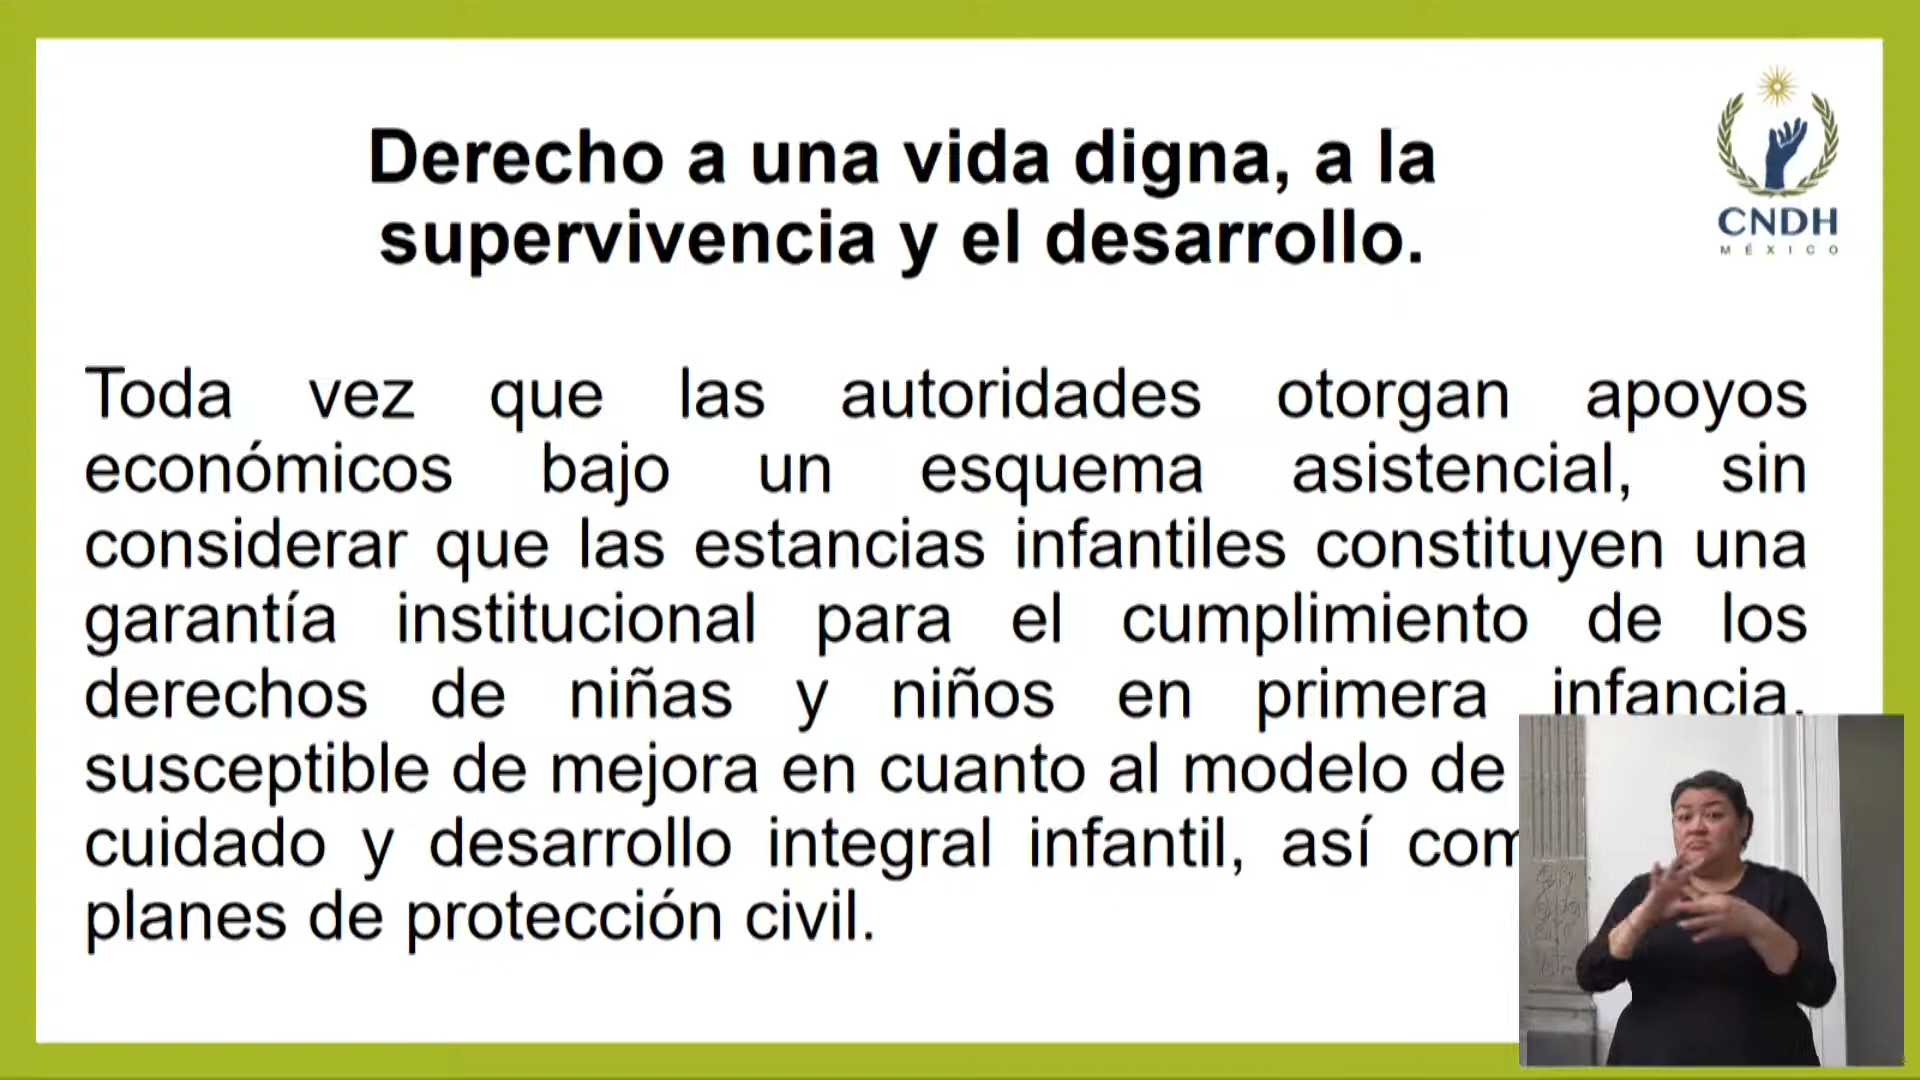 Derecho a una vida digna, a la
supervivencia y el desarrollo.
CNDH
MÉXICO
Toda vez que las autoridades otorgan apoyos
económicos bajo un esquema asistencial, sin
considerar que las estancias infantiles constituyen una
garantía institucional para el cumplimiento de los
derechos de niñas y niños en primera infancia,
susceptible de mejora en cuanto al modelo de
cuidado y desarrollo integral infantil, así
planes de protección civil.